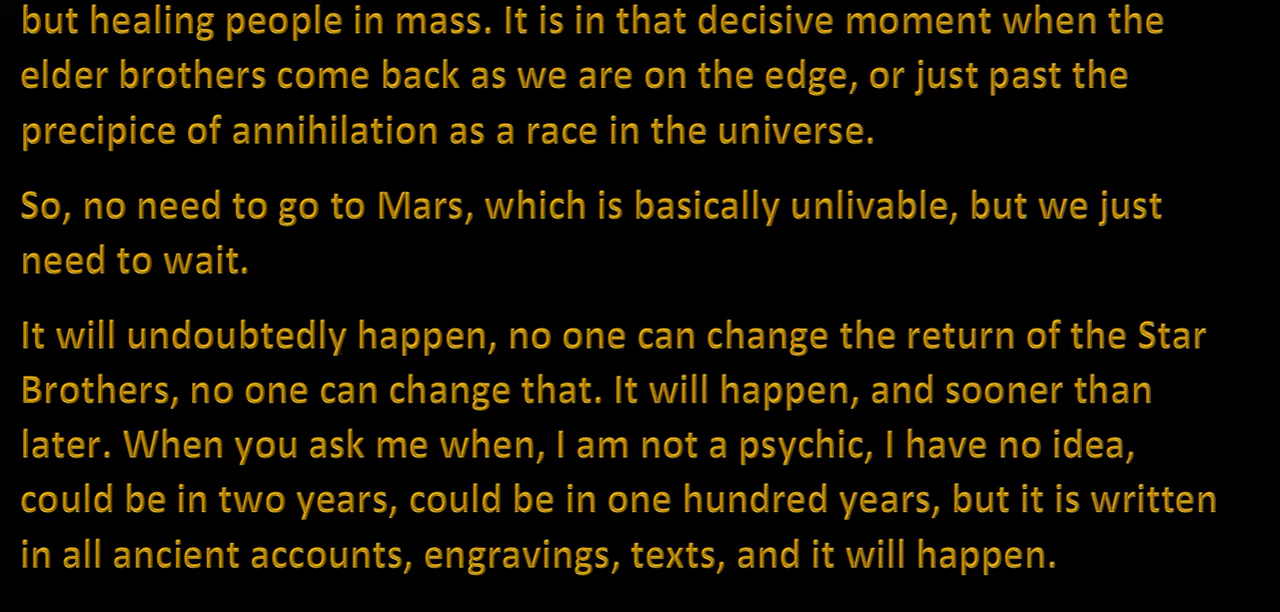 but healing people in mass. It is in that decisive moment when the
elder brothers come back as we are on the edge, or just past the
precipice of annihilation as a race in the universe.
So, no need to go to Mars, which is basically unlivable, but we just
need to wait.
It will undoubtedly happen, no one can change the return of the Star
Brothers, no one can change that. It will happen, and sooner than
later. When you ask me when, I am not a psychic, I have no idea,
could be in two years, could be in one hundred years, but it is written
in all ancient accounts, engravings, texts, and it will happen.